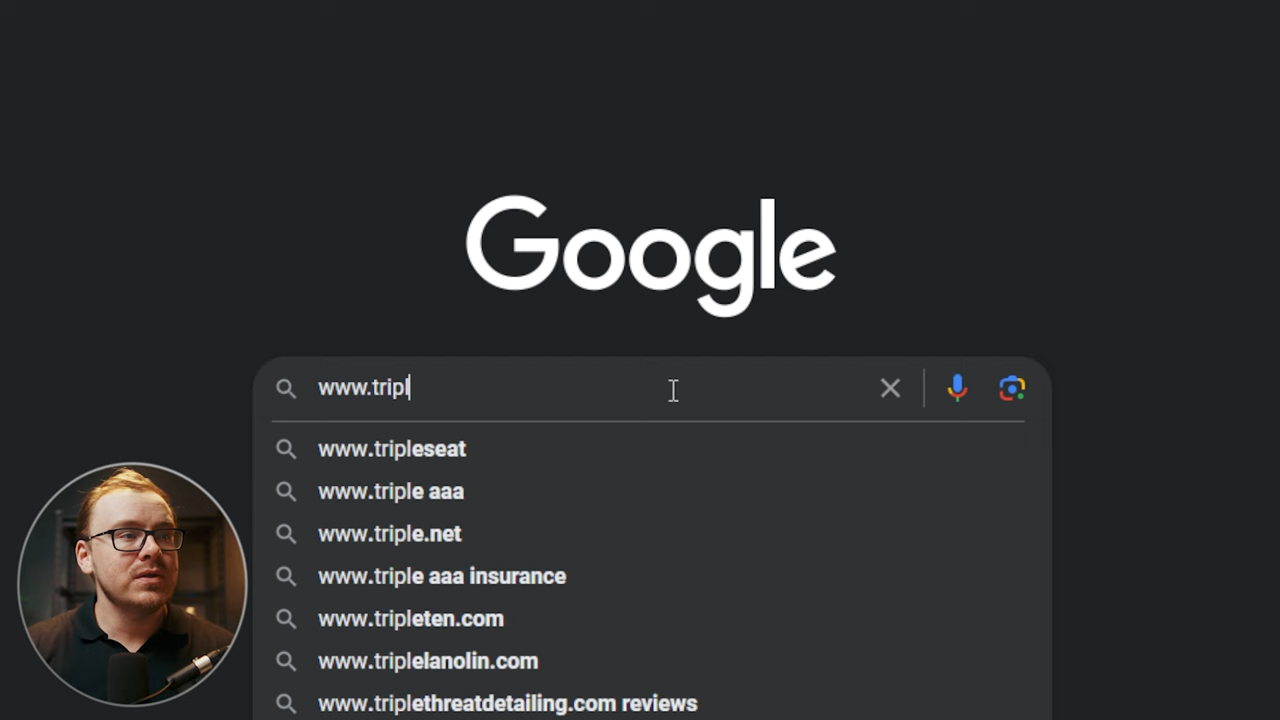 Google
www.tripl
www.tripleseat
www.triple aaa
www.triple.net
www.triple aaa insurance
www.tripleten.com
www.triplelanolin.com
www.triplethreatdetailing.com reviews